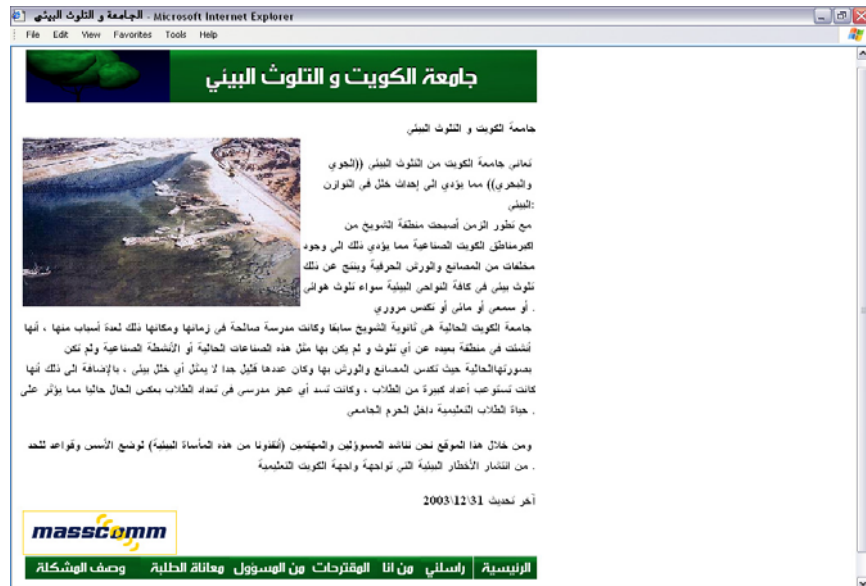 الجامعة و التلوث البيئي - Microsoft Internet Explorer
File Edit View Favorites Tools Help
جامعة الكويت و التلوث البيئي
جامعة الكويت و التلوث البيئي
تعاني جامعة الكويت من التلوث البيئي ((الجوي
والبحري)) مما يؤدي الى إحداث خلل في التوازن
البيئي:
مع تطور الزمن أصبحت منطقة الشويخ من
اكبرمناطق الكويت الصناعية مما يؤدي ذلك الى وجود
مخلفات من المصانع والورش الحرفية وينتج عن ذلك
تلوث بيئي في كافة النواحي البيئية سواء تلوث هوائي
أو سمعي أو مائي أو تكدس مروري .
جامعة الكويت الحالية هي ثانوية الشويخ سابقا وكانت مدرسة صالحة في زمانها ومكانها ذلك لعدة أسباب منها ، أنها
أنشئت في منطقة بعيده عن أي تلوث و لم يكن بها مثل هذه الصناعات الحالية أو الأنشطة الصناعية ولم تكن
بصورتهاالحالية حيث تكدس المصانع والورش بها وكان عددها قليل جدا لا يمثل أي خلل بيئي ، بالإضافة الى ذلك أنها
كانت تستوعب أعداد كبيرة من الطلاب ، وكانت تسد أي عجز مدرسي في تعداد الطلاب بعكس الحال حاليا مما يؤثر على
حياة الطلاب التعليمية داخل الحرم الجامعي .
ومن خلال هذا الموقع نحن نناشد المسوؤلين والمهتمين (أنقذونا من هذه المأساة البيئية) لوضع الأسس وقواعد للحد
من انتشار الأخطار البيئية التي تواجهة واجهة الكويت التعليمية .
آخر تحديث 31\12\2003
masscomm
الرئيسية راسلني من انا المقترحات من المسؤول معاناة الطلبة وصف المشكلة